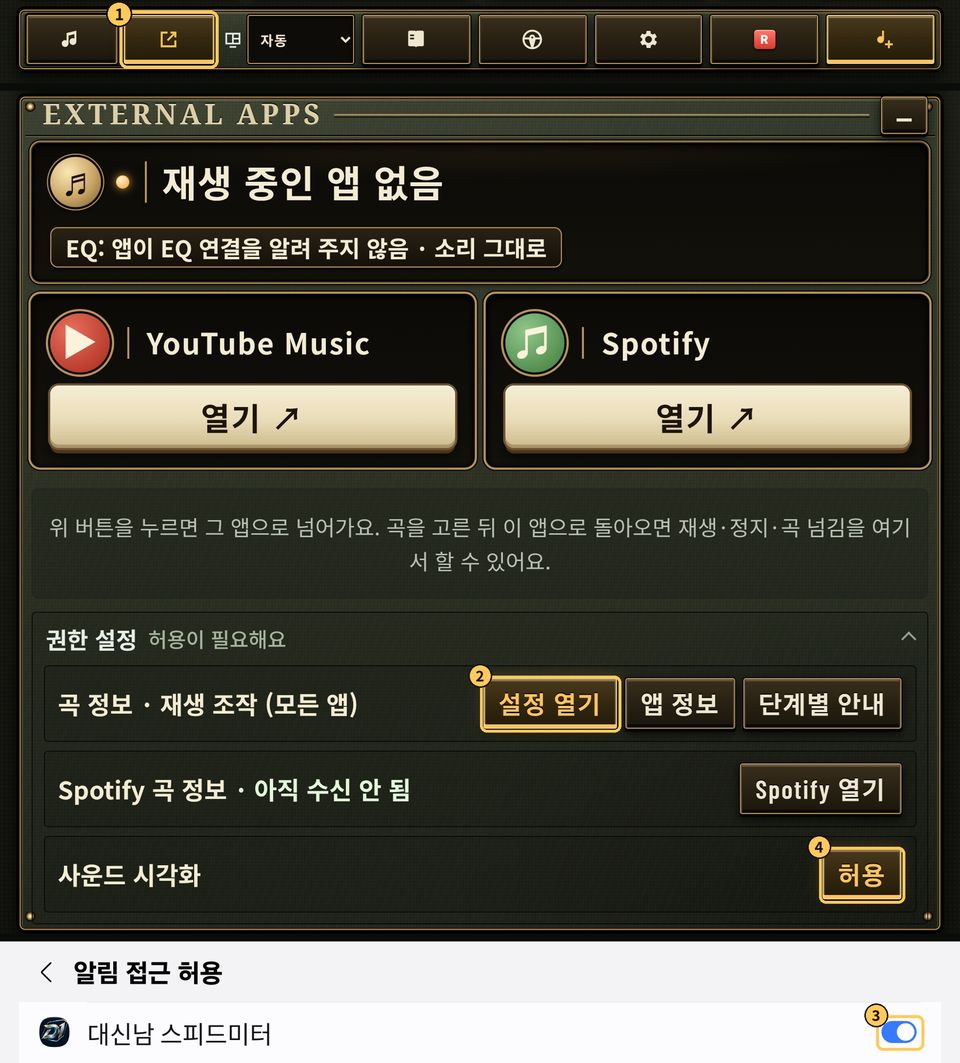 1
자동
R
EXTERNAL APPS
재생 중인 앱 없음
EQ: 앱이 EQ 연결을 알려 주지 않음 · 소리 그대로
YouTube Music
Spotify
열기 ↗
열기 ↗
위 버튼을 누르면 그 앱으로 넘어가요. 곡을 고른 뒤 이 앱으로 돌아오면 재생·정지·곡 넘김을 여기
서 할 수 있어요.
권한 설정 허용이 필요해요
2
곡 정보 · 재생 조작 (모든 앱)
설정 열기
앱 정보
단계별 안내
Spotify 곡 정보 · 아직 수신 안 됨
Spotify 열기
4
사운드 시각화
허용
알림 접근 허용
3
대신남 스피드미터